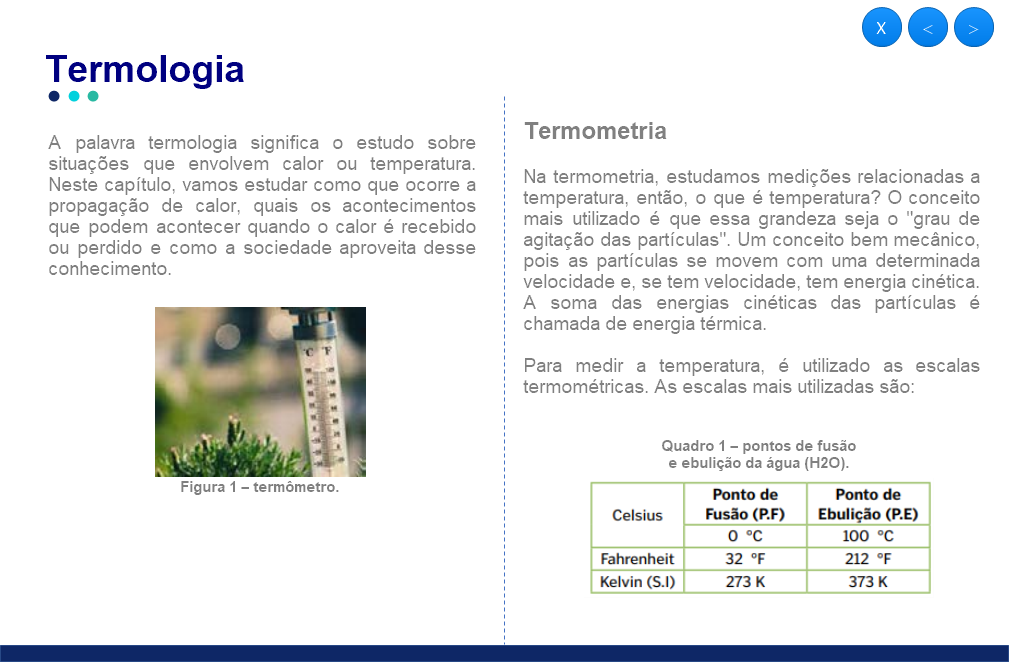 X < >
Termologia
A palavra termologia significa o estudo sobre
situações que envolvem calor ou temperatura.
Neste capítulo, vamos estudar como que ocorre a
propagação de calor, quais os acontecimentos
que podem acontecer quando o calor é recebido
ou perdido e como a sociedade aproveita desse
conhecimento.
°C °F
Figura 1 – termômetro.
Termometria
Na termometria, estudamos medições relacionadas a
temperatura, então, o que é temperatura? O conceito
mais utilizado é que essa grandeza seja o "grau de
agitação das partículas". Um conceito bem mecânico,
pois as partículas se movem com uma determinada
velocidade e, se tem velocidade, tem energia cinética.
A soma das energias cinéticas das partículas é
chamada de energia térmica.
Para medir a temperatura, é utilizado as escalas
termométricas. As escalas mais utilizadas são:
Quadro 1 – pontos de fusão
e ebulição da água (H2O).
Ponto de Ponto de
Celsius Fusão (P.F) Ebulição (P.E)
0 °C 100 °C
Fahrenheit 32 °F 212 °F
Kelvin (S.I) 273 K 373 K